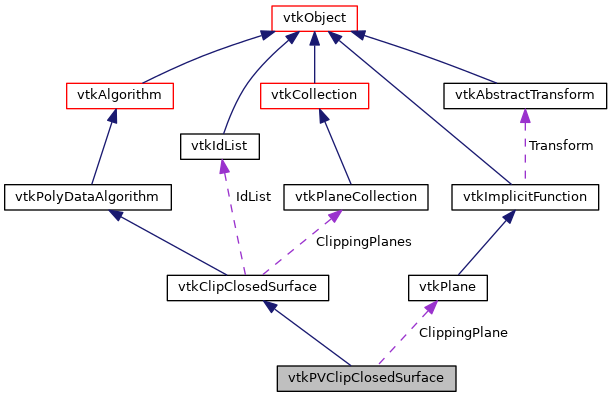 vtkObject
vtkAlgorithm
vtkCollection
vtkAbstractTransform
vtkIdList
Transform
vtkPolyDataAlgorithm
IdList
vtkPlaneCollection
vtkImplicitFunction
ClippingPlanes
vtkClipClosedSurface
vtkPlane
ClippingPlane
vtkPVClipClosedSurface